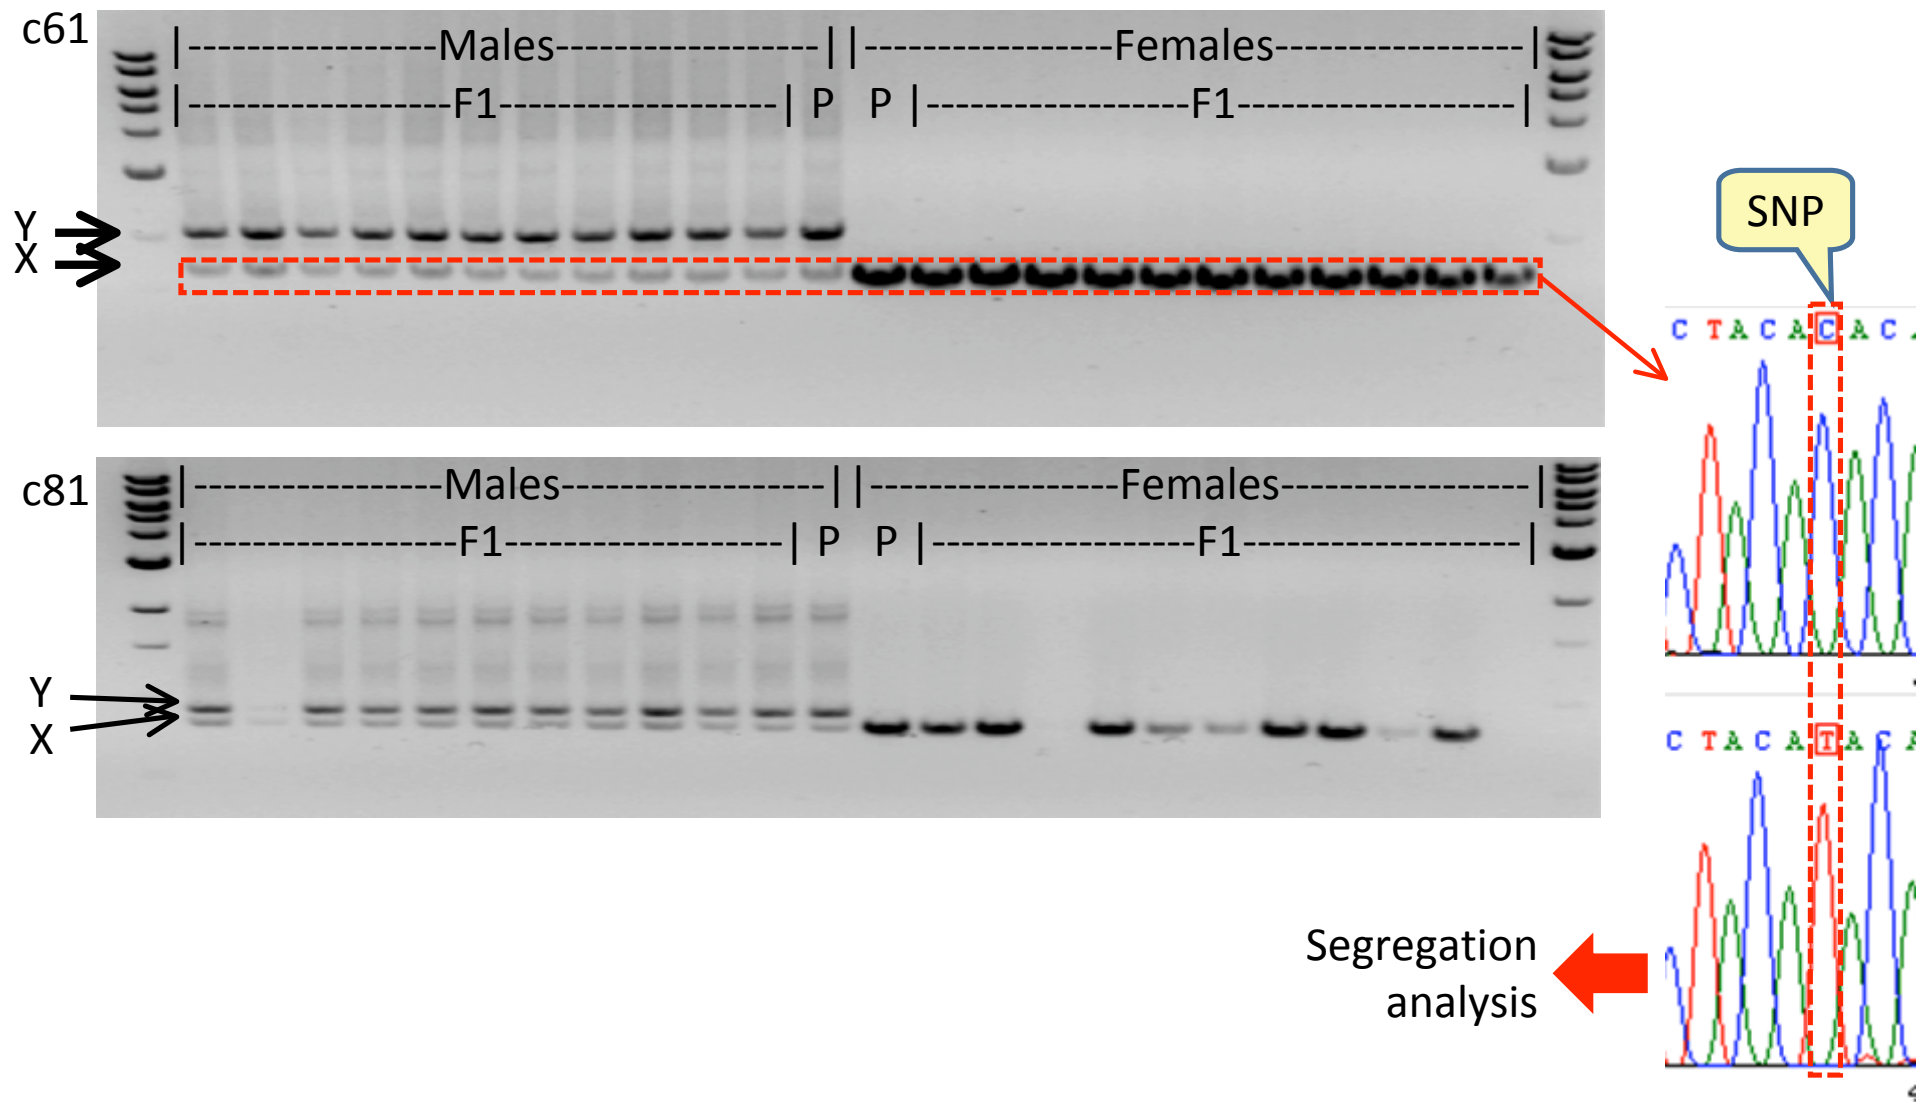 c61
|-----------------Males------------------||------------------Females-----------------|
|------------------F1-------------------| P P |------------------F1-------------------|
Y
X
SNP
C T A C A C A C
c81
|-----------------Males------------------||------------------Females-----------------|
|------------------F1-------------------| P P |------------------F1-------------------|
Y
X
C T A C A T A C A
Segregation
analysis